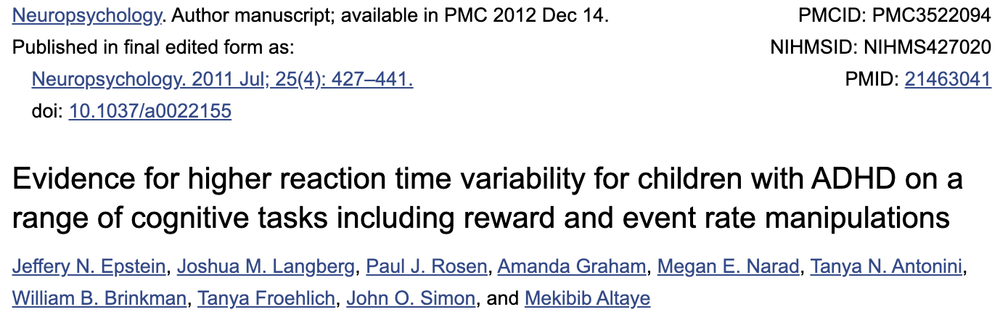 Neuropsychology. Author manuscript; available in PMC 2012 Dec 14.
Published in final edited form as:
Neuropsychology. 2011 Jul; 25(4): 427–441.
doi: 10.1037/a0022155
PMCID: PMC3522094
NIHMSID: NIHMS427020
PMID: 21463041
Evidence for higher reaction time variability for children with ADHD on a
range of cognitive tasks including reward and event rate manipulations
Jeffery N. Epstein, Joshua M. Langberg, Paul J. Rosen, Amanda Graham, Megan E. Narad, Tanya N. Antonini,
William B. Brinkman, Tanya Froehlich, John O. Simon, and Mekibib Altaye